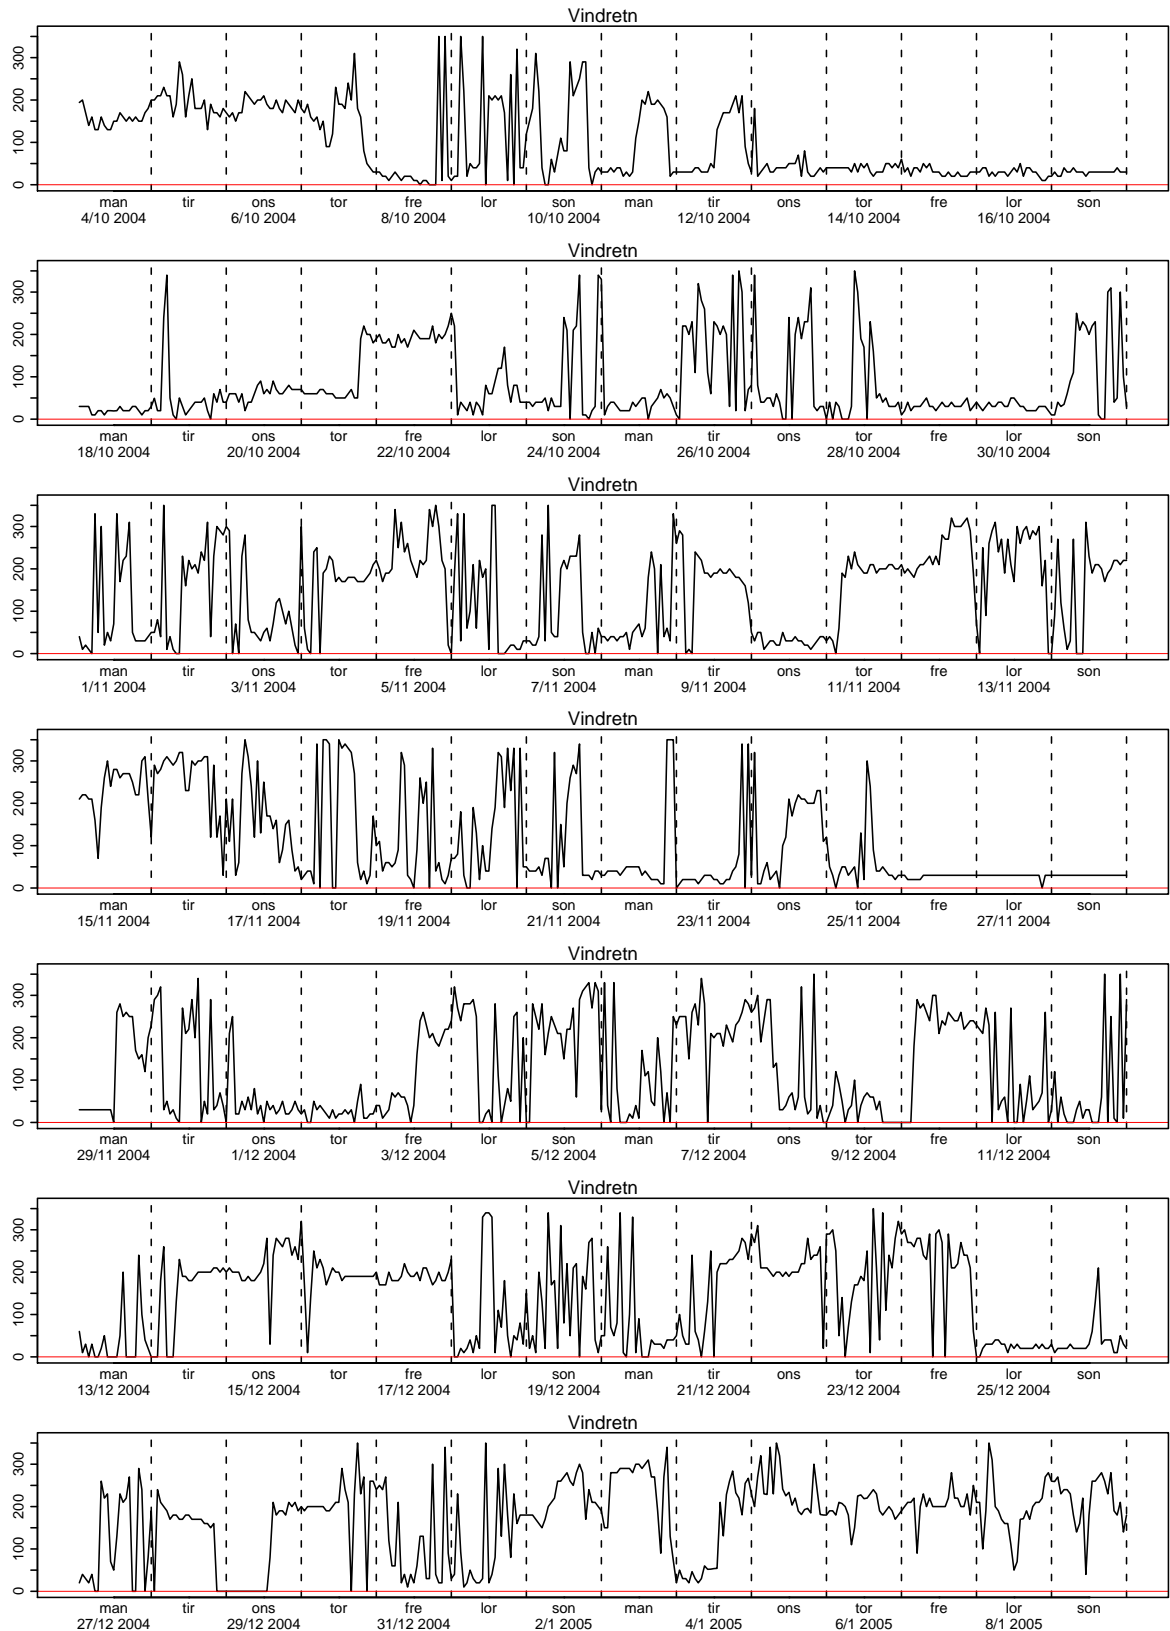 Vindretn
0 100 200 300
man tir ons tor fre lor son man tir ons tor fre lor son
4/10 2004 6/10 2004 8/10 2004 10/10 2004 12/10 2004 14/10 2004 16/10 2004
Vindretn
0 100 200 300
man tir ons tor fre lor son man tir ons tor fre lor son
18/10 2004 20/10 2004 22/10 2004 24/10 2004 26/10 2004 28/10 2004 30/10 2004
Vindretn
0 100 200 300
man tir ons tor fre lor son man tir ons tor fre lor son
1/11 2004 3/11 2004 5/11 2004 7/11 2004 9/11 2004 11/11 2004 13/11 2004
Vindretn
0 100 200 300
man tir ons tor fre lor son man tir ons tor fre lor son
15/11 2004 17/11 2004 19/11 2004 21/11 2004 23/11 2004 25/11 2004 27/11 2004
Vindretn
0 100 200 300
man tir ons tor fre lor son man tir ons tor fre lor son
29/11 2004 1/12 2004 3/12 2004 5/12 2004 7/12 2004 9/12 2004 11/12 2004
Vindretn
0 100 200 300
man tir ons tor fre lor son man tir ons tor fre lor son
13/12 2004 15/12 2004 17/12 2004 19/12 2004 21/12 2004 23/12 2004 25/12 2004
Vindretn
0 100 200 300
man tir ons tor fre lor son man tir ons tor fre lor son
27/12 2004 29/12 2004 31/12 2004 2/1 2005 4/1 2005 6/1 2005 8/1 2005